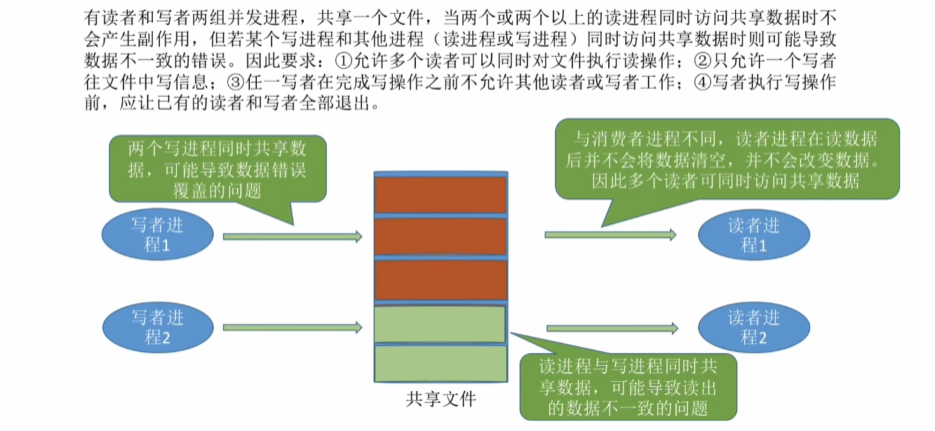 有读者和写者两组并发进程，共享一个文件，当两个或两个以上的读进程同时访问共享数据时不
会产生副作用，但若某个写进程和其他进程（读进程或写进程）同时访问共享数据时则可能导致
数据不一致的错误。因此要求：①允许多个读者可以同时对文件执行读操作；②只允许一个写者
往文件中写信息；③任一写者在完成写操作之前不允许其他读者或写者工作；④写者执行写操作
前，应让已有的读者和写者全部退出。
两个写进程同时共享数
据，可能导致数据错误
覆盖的问题
与消费者进程不同，读者进程在读数据
后并不会将数据清空，并不会改变数据。
因此多个读者可同时访问共享数据
写者进
程1
读者进
程1
写者进
程2
读者进
程2
读进程与写进程同时共
享数据，可能导致读出
的数据不一致的问题
共享文件